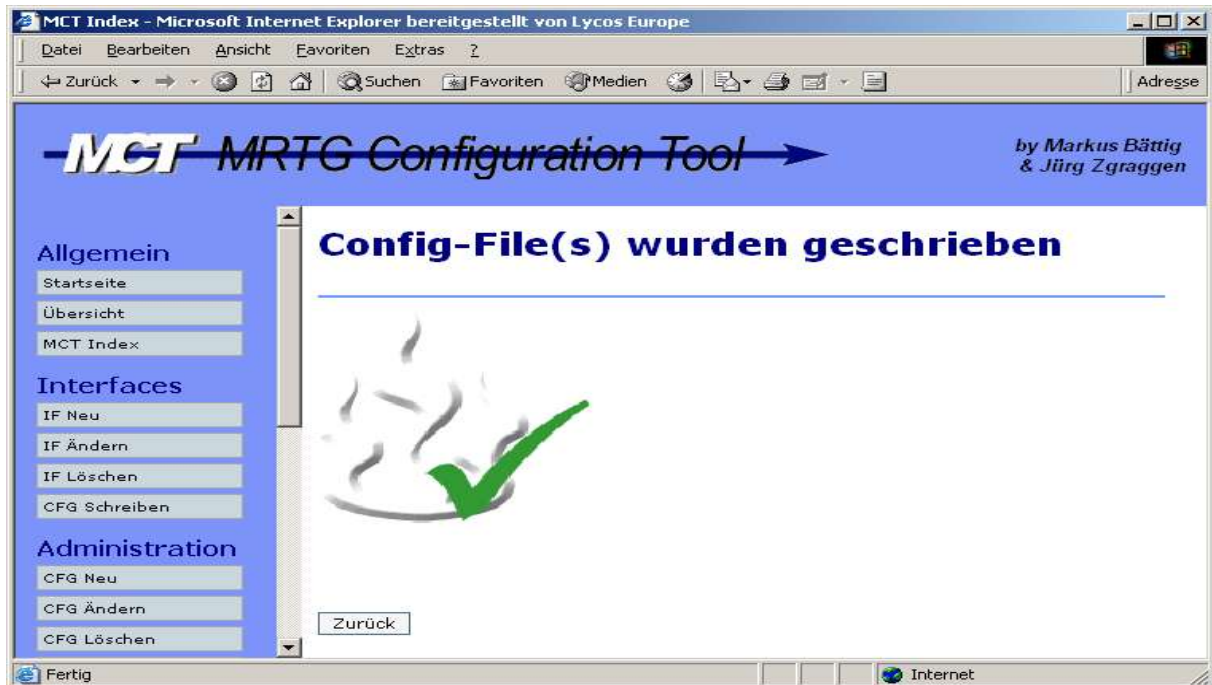 MCT Index - Microsoft Internet Explorer bereitgestellt von Lycos Europe
Datei Bearbeiten Ansicht Favoriten Extras ?
Zurück Suchen Favoriten Medien Adresse
MCT MRTG Configuration Tool
by Markus Bättig
& Jürg Zgraggen
Allgemein
Startseite
Übersicht
MCT Index
Interfaces
IF Neu
IF Ändern
IF Löschen
CFG Schreiben
Administration
CFG Neu
CFG Ändern
CFG Löschen
Config-File(s) wurden geschrieben
Zurück
Fertig Internet